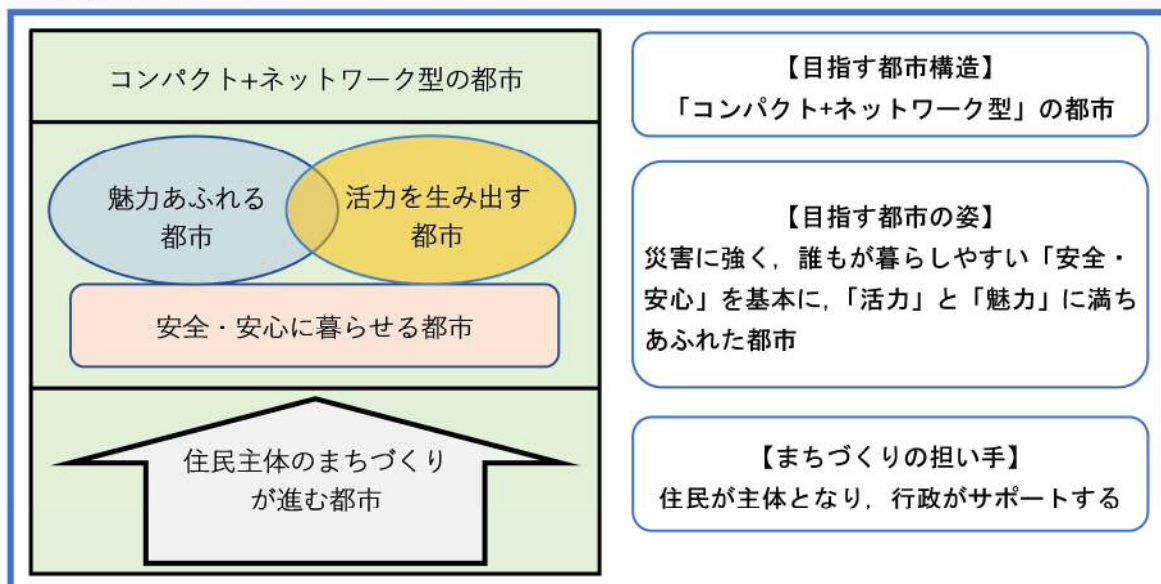 コンパクト+ネットワーク型の都市
魅力あふれる
都市
活力を生み出す
都市
安全・安心に暮らせる都市
住民主体のまちづくり
が進む都市
【目指す都市構造】
「コンパクト+ネットワーク型」の都市
【目指す都市の姿】
災害に強く，誰もが暮らしやすい「安全・
安心」を基本に，「活力」と「魅力」に満ち
あふれた都市
【まちづくりの担い手】
住民が主体となり，行政がサポートする